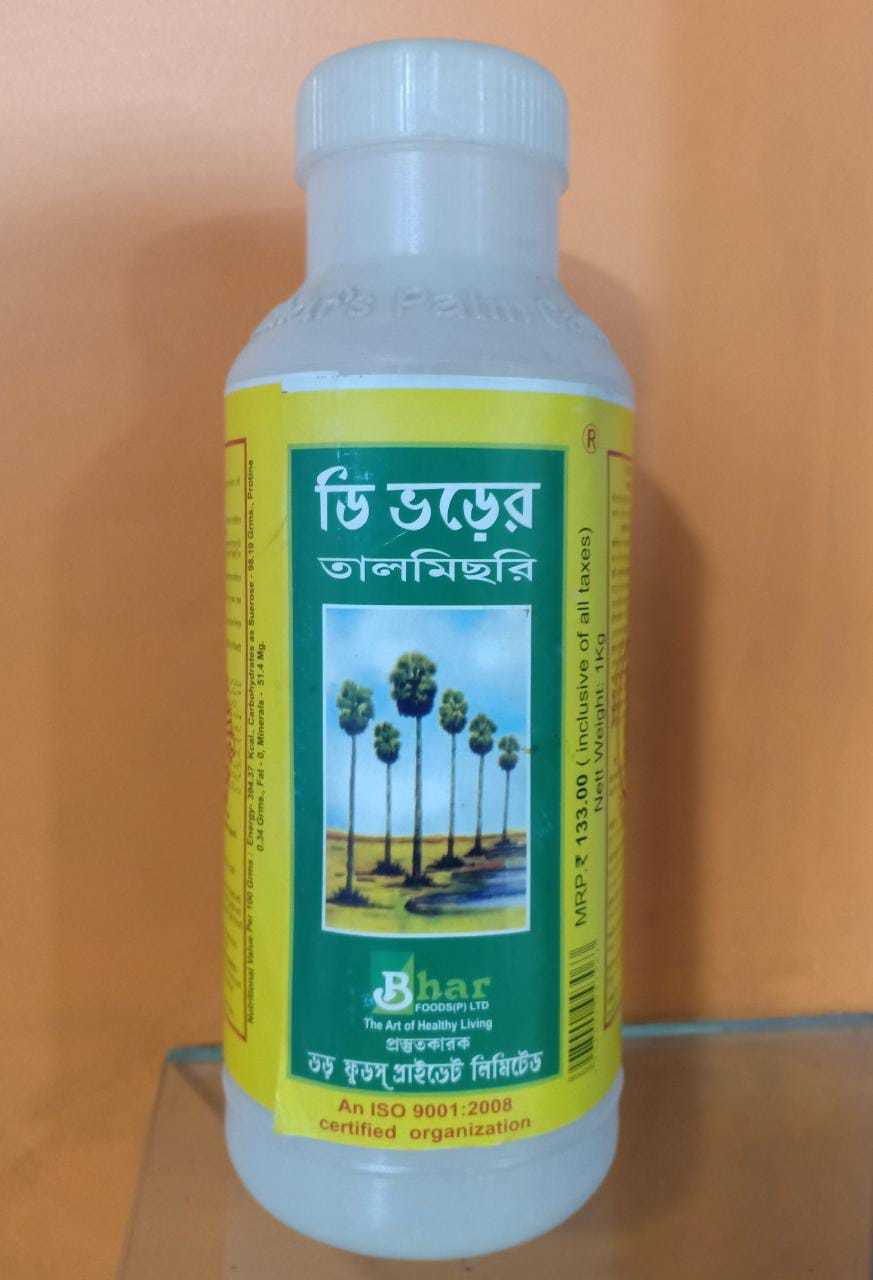 Palm
®
ডি ভড়ের
তালমিছরি
Bhar
FOODS(P) LTD
The Art of Healthy Living
প্রস্তুতকারক
ভড় ফুডস্ প্রাইভেট লিমিটেড
An ISO 9001:2008
certified organization
Nutritional Value Per 100 Grms : Energy- 394.37 Kcal., Carbohydrates as Suerose - 98.19 Grms., Protine
0.34 Grms., Fat - 0, Minerals - 51.4 Mg.
MRP.₹ 133.00 ( inclusive of all taxes)
Nett Weight: 1Kg